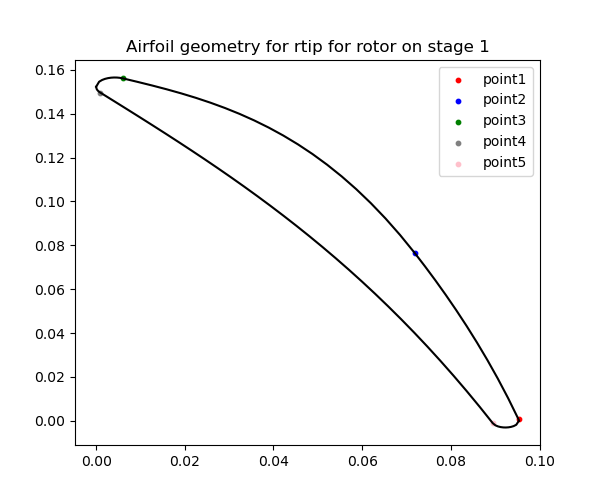 Airfoil geometry for rtip for rotor on stage 1
0.16
0.14
0.12
0.10
0.08
0.06
0.04
0.02
0.00
point1
point2
point3
point4
point5
0.00 0.02 0.04 0.06 0.08 0.10